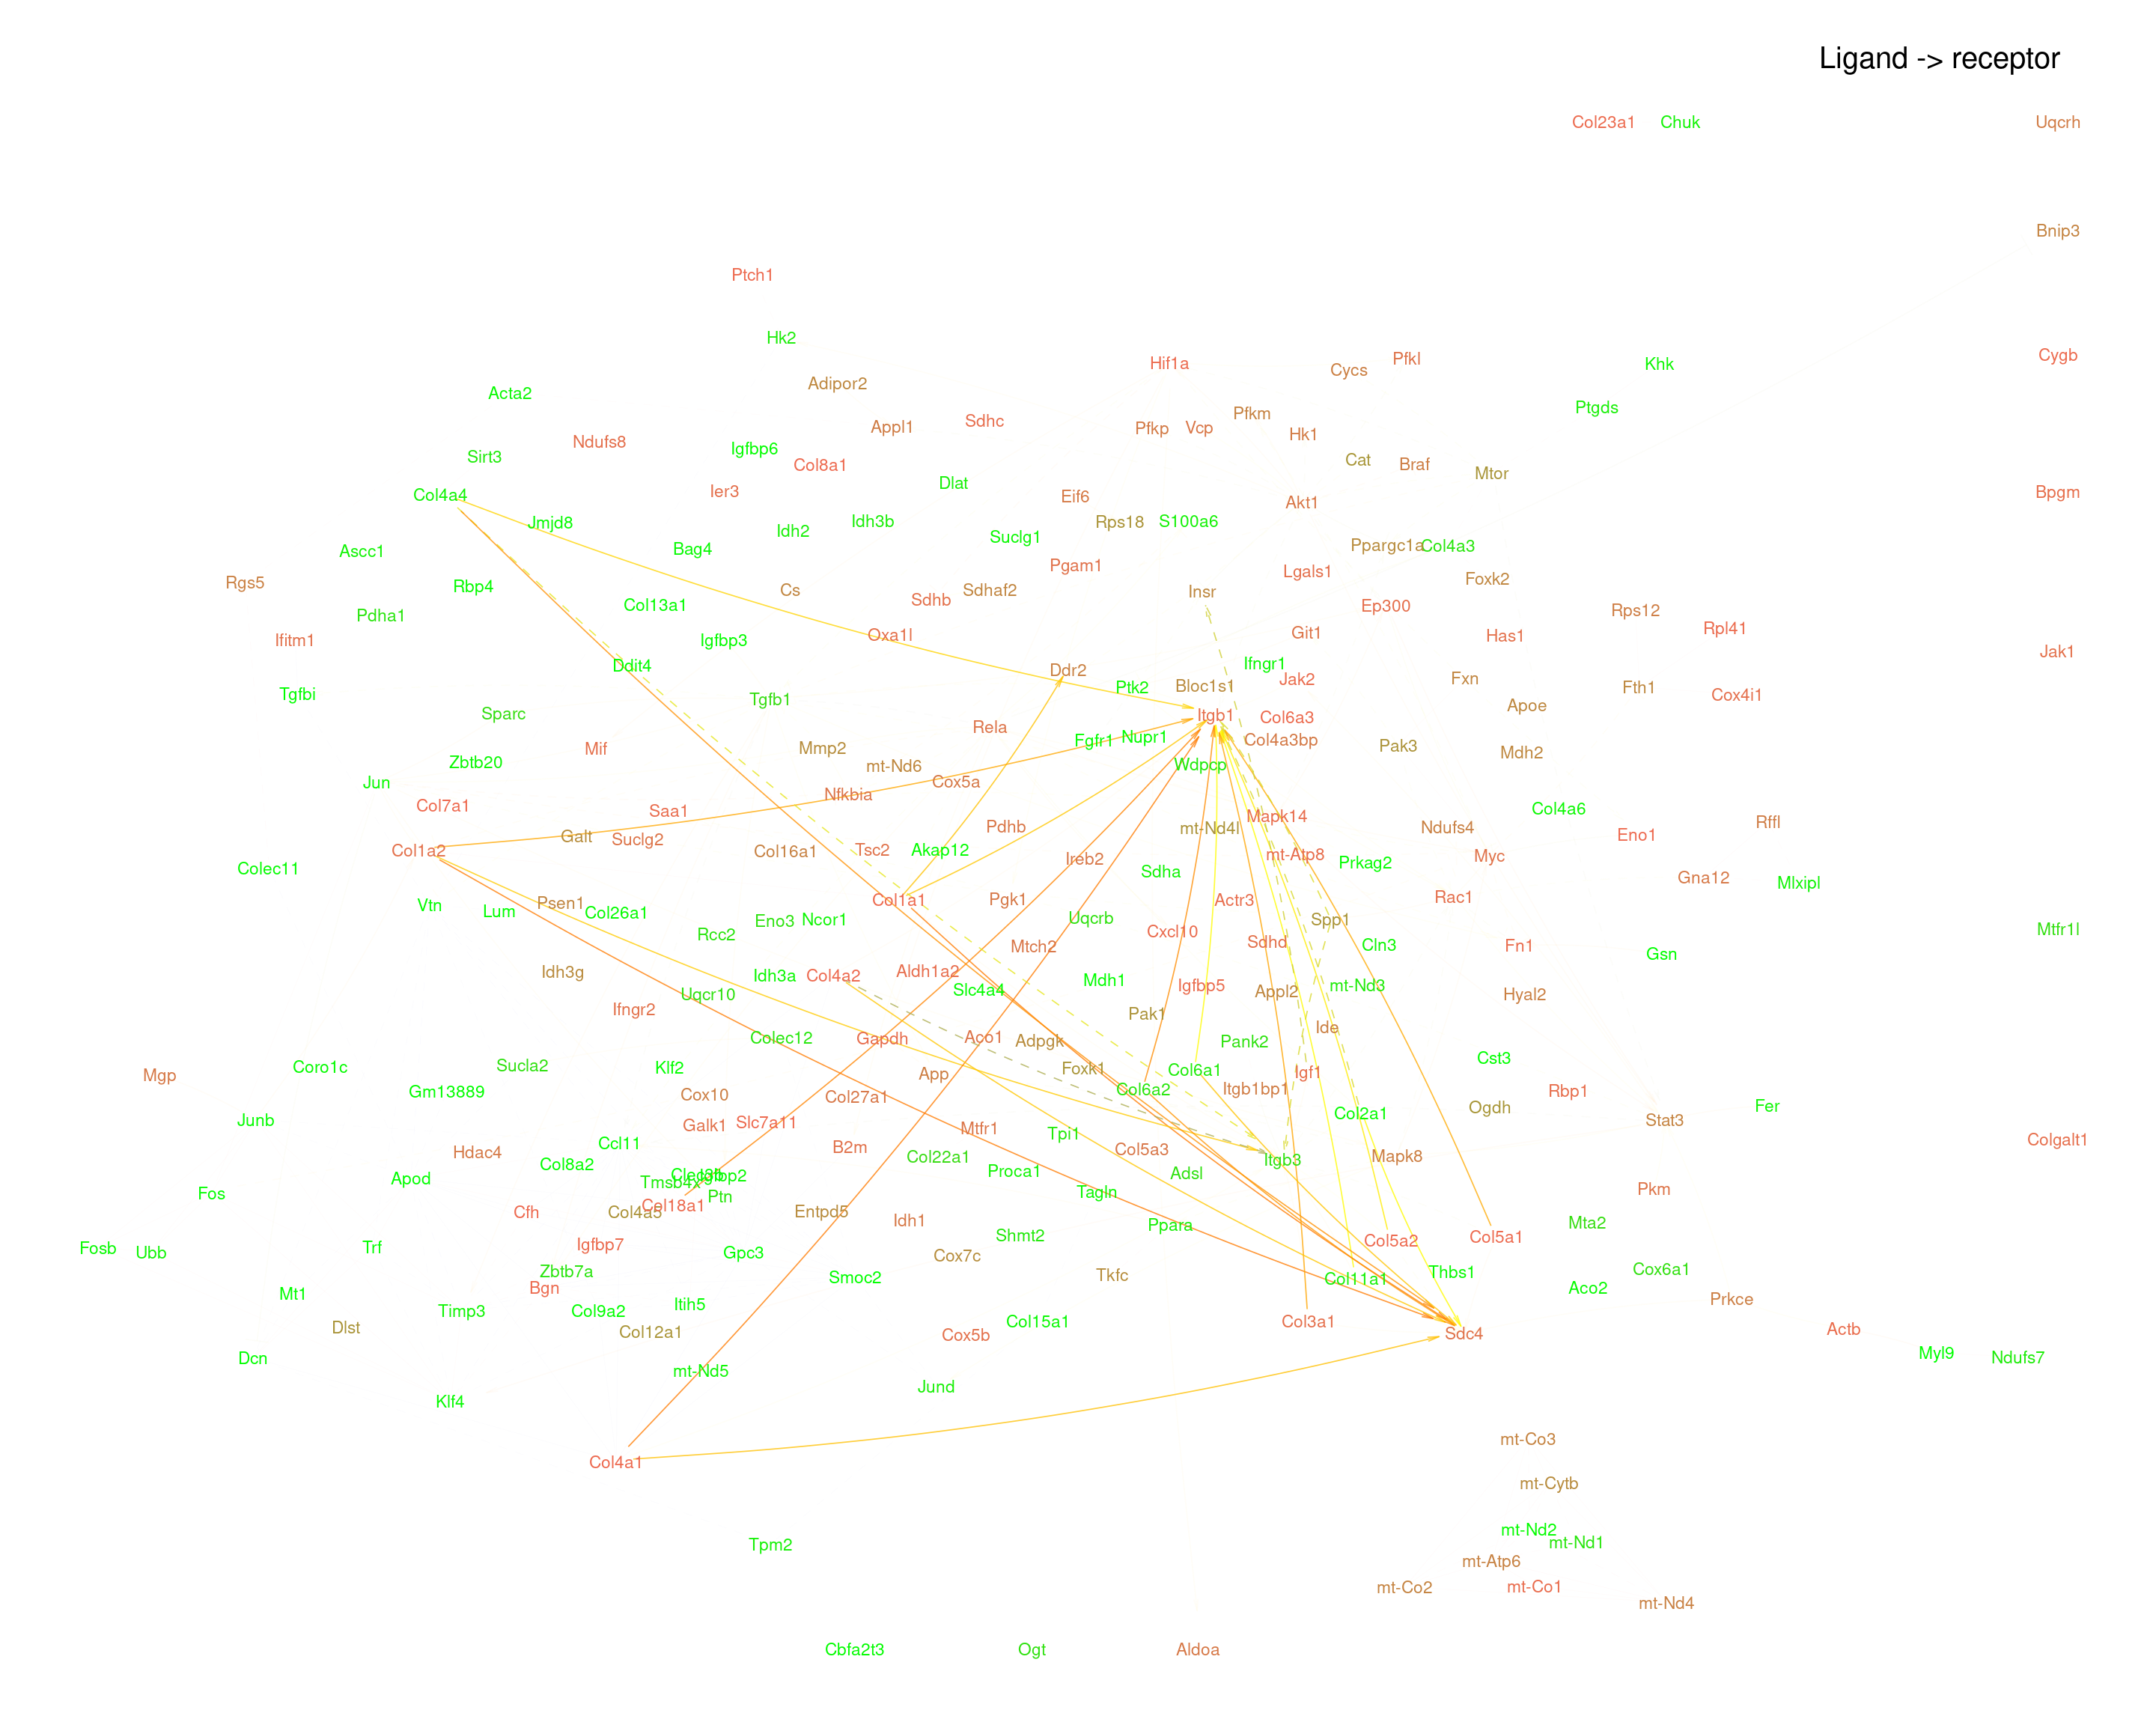 Ligand -> receptor
Col23a1 Chuk Uqcrh
Bnip3
Ptch1
Hk2
Hif1a Pfkl Cygb
Cycs Khk
Adipor2
Acta2
Ptgds
Pfkm
Sdhc
Appl1 Pfkp Vcp
Hk1
Ndufs8
Igfbp6
Sirt3 Cat
Col8a1 Braf
Mtor
Dlat
Ier3 Bpgm
Col4a4 Eif6
Akt1
Jmjd8 Idh3b Rps18 S100a6
Idh2
Suclg1
Ppargc1a Col4a3
Ascc1 Bag4
Pgam1
Lgals1
Rgs5 Foxk2
Rbp4 Cs Sdhaf2 Insr
Sdhb
Col13a1 Ep300
Pdha1 Rps12
Rpl41
Ifitm1 Igfbp3 Oxa1l Git1 Has1
Jak1
Ddit4 Ddr2 Ifngr1
Fxn
Jak2
Tgfbi Tgfb1 Ptk2 Bloc1s1 Fth1 Cox4i1
Apoe
Sparc Itgb1 Col6a3
Rela
Fgfr1 Nupr1 Col4a3bp
Mif Mmp2 Pak3
Mdh2
Zbtb20 mt-Nd6 Wdpcp
Jun Cox5a
Nfkbia
Col7a1 Saa1 Col4a6
Mapk14
Pdhb mt-Nd4l Ndufs4 Rffl
Galt Suclg2 Eno1
Col1a2 Col16a1 Tsc2 Akap12
Ireb2 mt-Atp8 Myc
Prkag2
Colec11 Sdha
Gna12 Mlxipl
Vtn Psen1 Col1a1 Pgk1 Actr3 Rac1
Lum Col26a1
Eno3 Ncor1 Uqcrb Spp1
Rcc2 Cxcl10 Mtfr1l
Mtch2 Sdhd Cln3 Fn1
Gsn
Idh3g Idh3a Col4a2 Aldh1a2
Mdh1 Igfbp5 mt-Nd3
Uqcr10 Slc4a4 Appl2 Hyal2
Ifngr2 Pak1
Ide
Colec12 Gapdh Aco1 Adpgk Pank2
Cst3
Coro1c Sucla2 Klf2 Foxk1 Col6a1
Mgp App Igf1
Gm13889 Cox10 Col27a1 Col6a2 Itgb1bp1 Rbp1
Ogdh Fer
Junb Galk1 Slc7a11 Col2a1 Stat3
Mtfr1 Tpi1
Ccl11 B2m Colgalt1
Hdac4 Col22a1 Col5a3 Itgb3 Mapk8
Col8a2
Apod Proca1 Adsl
Tmsb4x
Fos Ptn Tagln Pkm
Cfh Col4a5 Col18a1 Entpd5
Idh1 Ppara Mta2
Igfbp7 Shmt2 Col5a2 Col5a1
Fosb Ubb Trf Gpc3 Cox7c
Zbtb7a Smoc2 Tkfc Col11a1 Thbs1 Cox6a1
Mt1 Bgn Aco2
Itih5 Prkce
Timp3 Col9a2
Dlst Col12a1 Cox5b Col15a1 Col3a1 Sdc4 Actb
Dcn mt-Nd5 Myl9 Ndufs7
Klf4 Jund
mt-Co3
Col4a1
mt-Cytb
mt-Nd2
Tpm2 mt-Nd1
mt-Atp6
mt-Co2 mt-Co1
mt-Nd4
Cbfa2t3 Ogt Aldoa